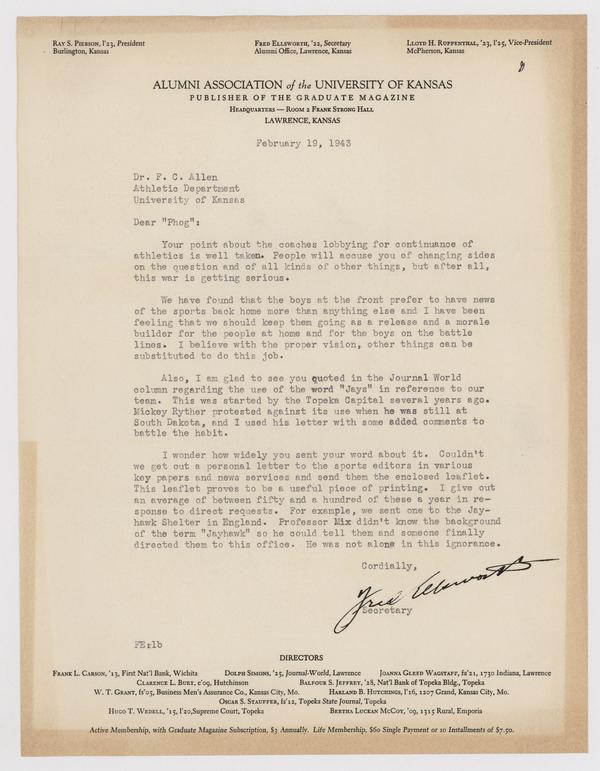 RAY S. PIERSON, l'23, President
Burlington, Kansas
FRED ELLSWORTH, '22, Secretary
Alumni Office, Lawrence, Kansas
LLOYD H. RUPPENTHAL, '23, l'25, Vice-President
McPherson, Kansas
ALUMNI ASSOCIATION of the UNIVERSITY OF KANSAS
PUBLISHER OF THE GRADUATE MAGAZINE
HEADQUARTERS — ROOM 2 FRANK STRONG HALL
LAWRENCE, KANSAS
February 19, 1943
Dr. F. C. Allen
Athletic Department
University of Kansas
Dear "Phog":
Your point about the coaches lobbying for continuance of
athletics is well taken. People will accuse you of changing sides
on the question and of all kinds of other things, but after all,
this war is getting serious.
We have found that the boys at the front prefer to have news
of the sports back home more than anything else and I have been
feeling that we should keep them going as a release and a morale
builder for the people at home and for the boys on the battle
lines. I believe with the proper vision, other things can be
substituted to do this job.
Also, I am glad to see you quoted in the Journal World
column regarding the use of the word "Jays" in reference to our
team. This was started by the Topeka Capital several years ago.
Mickey Ryther protested against its use when he was still at
South Dakota, and I used his letter with some added comments to
battle the habit.
I wonder how widely you sent your word about it. Couldn't
we get out a personal letter to the sports editors in various
key papers and news services and send them the enclosed leaflet.
This leaflet proves to be a useful piece of printing. I give out
an average of between fifty and a hundred of these a year in re-
sponse to direct requests. For example, we sent one to the Jay-
hawk Shelter in England. Professor Mix didn't know the background
of the term "Jayhawk" so he could tell them and someone finally
directed them to this office. He was not alone in this ignorance.
Cordially,
Fred Ellsworth
Secretary
FE:lb
DIRECTORS
FRANK L. CARSON, '13, First Nat'l Bank, Wichita
DOLPH SIMONS, '25, Journal-World, Lawrence
JOANNA GLEED WAGSTAFF, fs'21, 1730 Indiana, Lawrence
CLARENCE L. BURT, e'09, Hutchinson
BALFOUR S. JEFFREY, '28, Nat'l Bank of Topeka Bldg., Topeka
W. T. GRANT, fs'05, Business Men's Assurance Co., Kansas City, Mo.
HARLAND B. HUTCHINGS, l'16, 1207 Grand, Kansas City, Mo.
OSCAR S. STAUFFER, fs'12, Topeka State Journal, Topeka
HUGO T. WEDELL, '15, l'20, Supreme Court, Topeka
BERTHA LUCKAN MCCOY, '09, 1315 Rural, Emporia
Active Membership, with Graduate Magazine Subscription, $3 Annually. Life Membership, $60 Single Payment or 10 Installments of $7.50.